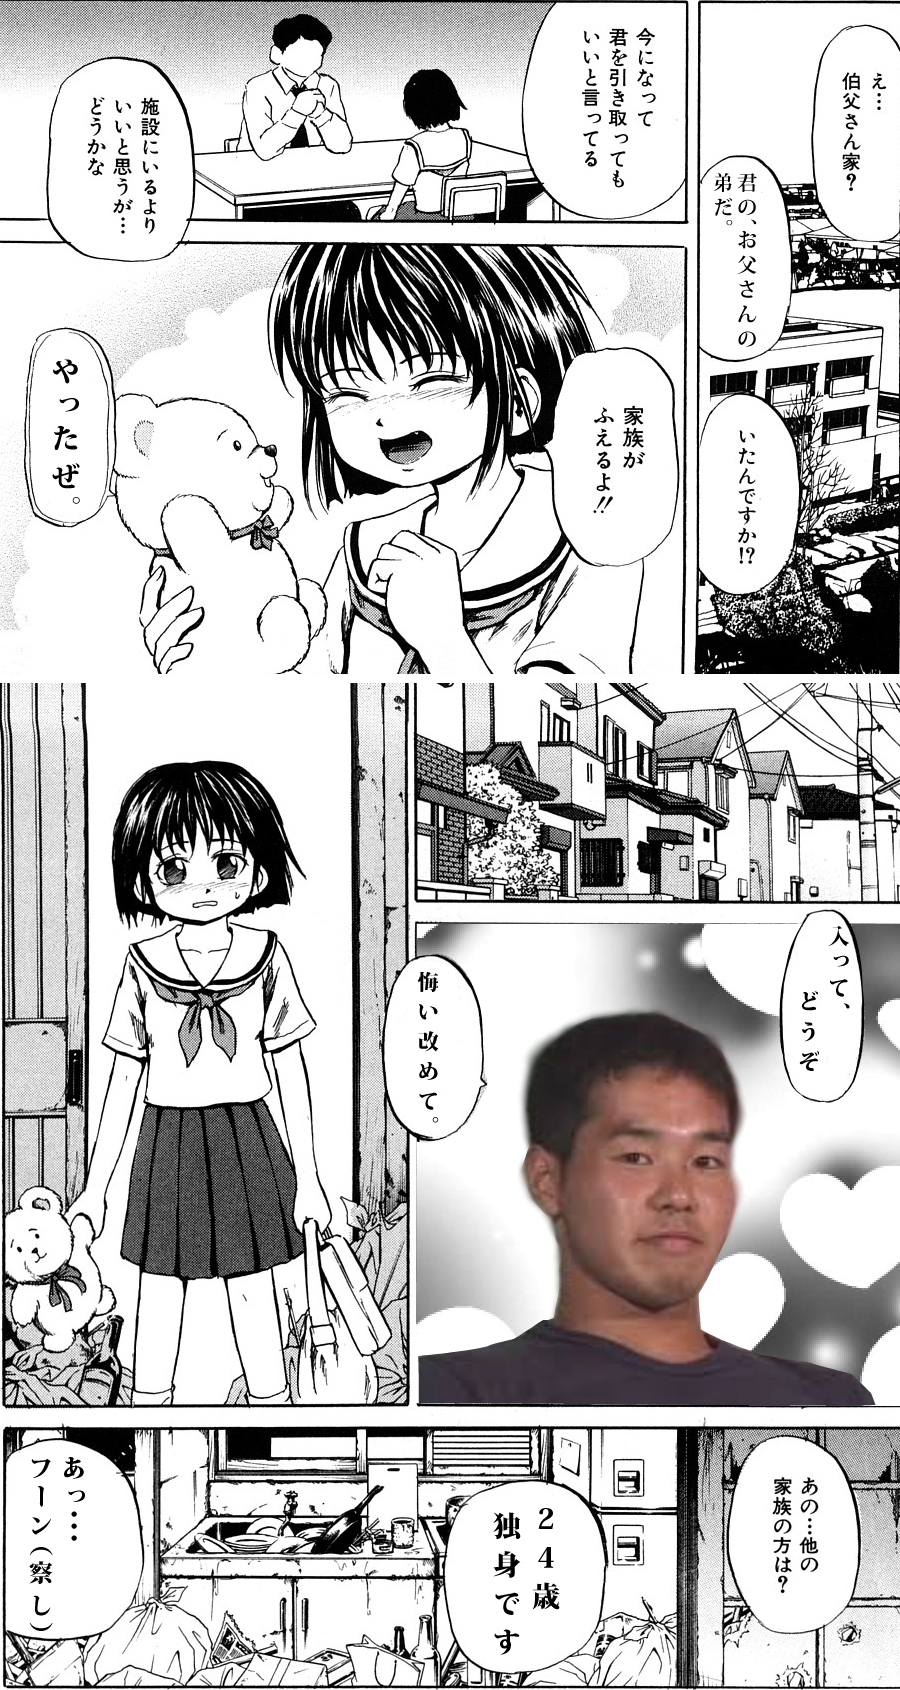 え…
伯父さん家？
君の、お父さんの
弟だ。
いたんですか！？
今になって
君を引き取っても
いいと言ってる
施設にいるより
いいと思うが…
どうかな
家族が
ふえるよ！！
やったぜ。
入って、
どうぞ
悔い改めて。
あの…他の
家族の方は？
２４歳
独身です
あっ・・・
フーン（察し）